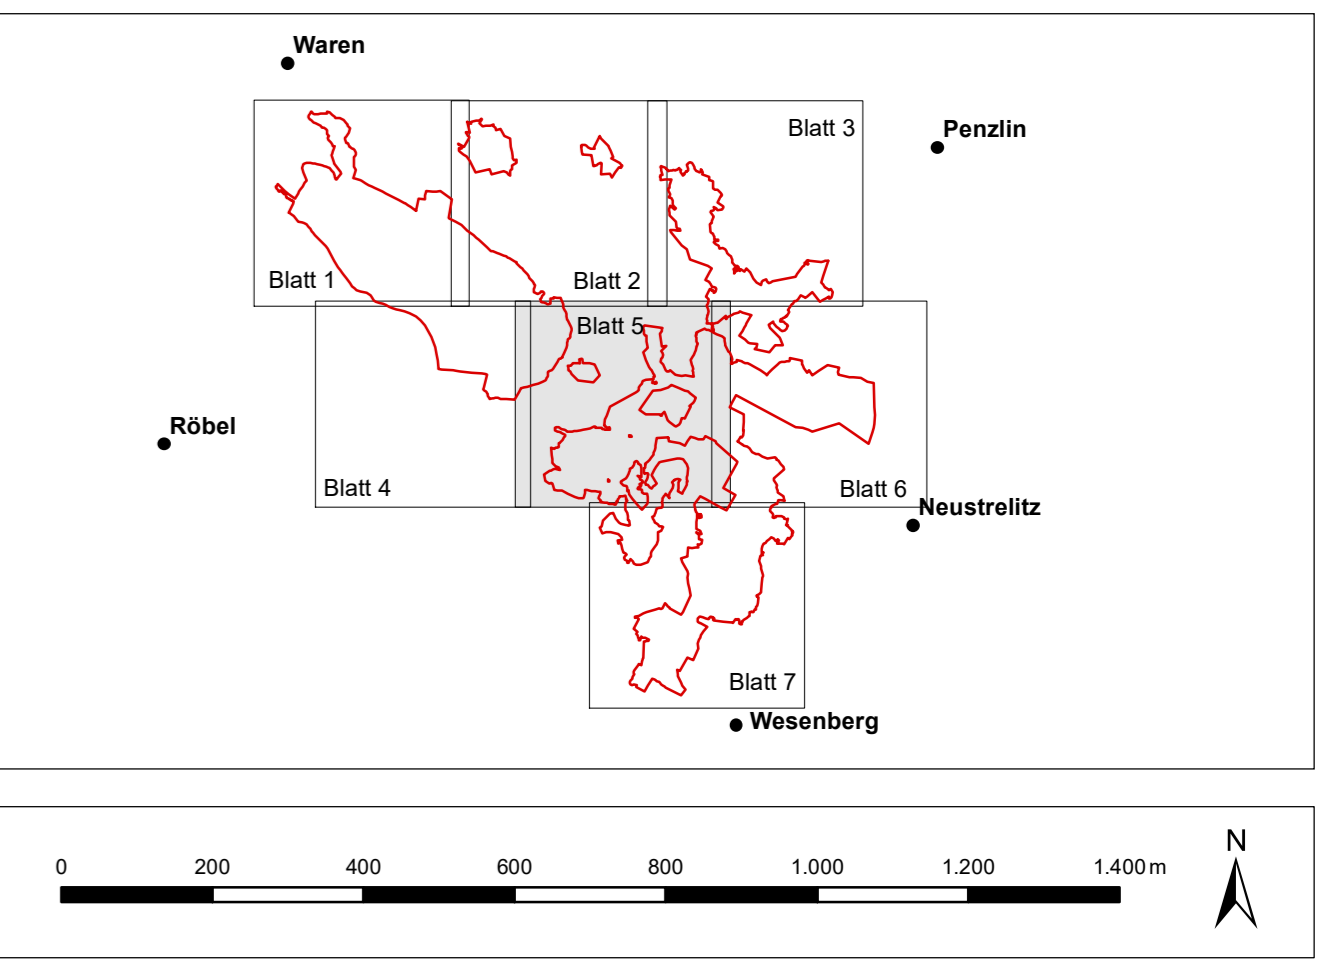 Waren
Penzlin
Blatt 3
Blatt 1
Blatt 2
Blatt 5
Röbel
Blatt 4
Blatt 6
Neustrelitz
Blatt 7
Wesenberg
0 200 400 600 800 1.000 1.200 1.400 m
N